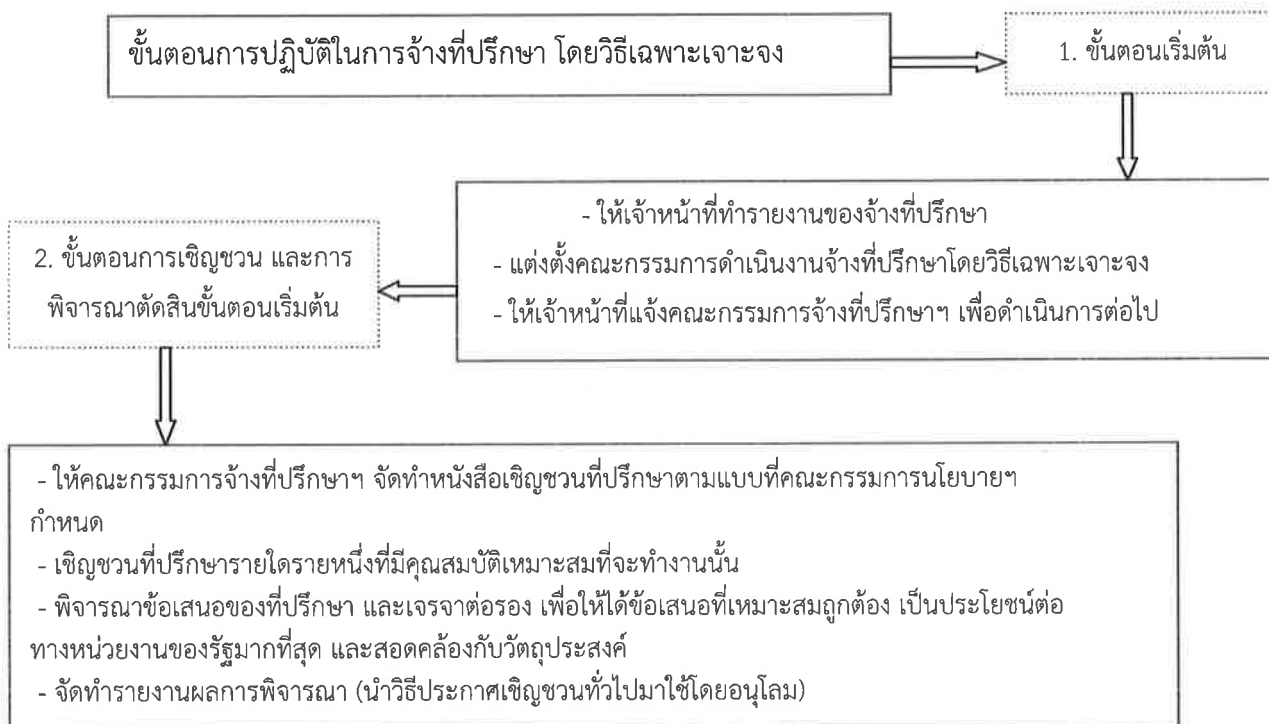 ขั้นตอนการปฏิบัติในการจ้างที่ปรึกษา โดยวิธีเฉพาะเจาะจง
1. ขั้นตอนเริ่มต้น
- ให้เจ้าหน้าที่ทำรายงานของจ้างที่ปรึกษา
- แต่งตั้งคณะกรรมการดำเนินงานจ้างที่ปรึกษาโดยวิธีเฉพาะเจาะจง
- ให้เจ้าหน้าที่แจ้งคณะกรรมการจ้างที่ปรึกษาฯ เพื่อดำเนินการต่อไป
2. ขั้นตอนการเชิญชวน และการ
พิจารณาตัดสินขั้นตอนเริ่มต้น
- ให้คณะกรรมการจ้างที่ปรึกษาฯ จัดทำหนังสือเชิญชวนที่ปรึกษาตามแบบที่คณะกรรมการนโยบายฯ
กำหนด
- เชิญชวนที่ปรึกษารายใดรายหนึ่งที่มีคุณสมบัติเหมาะสมที่จะทำงานนั้น
- พิจารณาข้อเสนอของที่ปรึกษา และเจรจาต่อรอง เพื่อให้ได้ข้อเสนอที่เหมาะสมถูกต้อง เป็นประโยชน์ต่อ
ทางหน่วยงานของรัฐมากที่สุด และสอดคล้องกับวัตถุประสงค์
- จัดทำรายงานผลการพิจารณา (นำวิธีประกาศเชิญชวนทั่วไปมาใช้โดยอนุโลม)